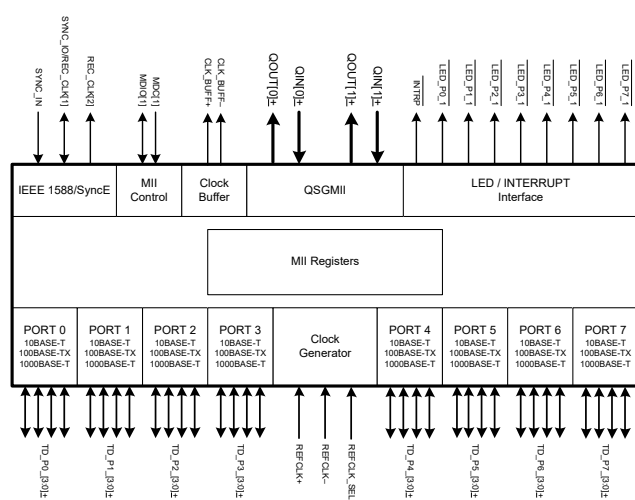 SYNC_IN
SYNC_IO/REC_CLK[1]
REC_CLK[2]
MDIO[1]
MDC[1]
CLK_BUFF+
CLK_BUFF-
QOUT[0]±
QIN[0]±
QOUT[1]±
QIN[1]±
INTRP
LED_P0_1
LED_P1_1
LED_P2_1
LED_P3_1
LED_P4_1
LED_P5_1
LED_P6_1
LED_P7_1
IEEE 1588/SyncE
MII
Control
Clock
Buffer
QSGMII
LED / INTERRUPT
Interface
MII Registers
PORT 0
10BASE-T
100BASE-TX
1000BASE-T
PORT 1
10BASE-T
100BASE-TX
1000BASE-T
PORT 2
10BASE-T
100BASE-TX
1000BASE-T
PORT 3
10BASE-T
100BASE-TX
1000BASE-T
Clock
Generator
PORT 4
10BASE-T
100BASE-TX
1000BASE-T
PORT 5
10BASE-T
100BASE-TX
1000BASE-T
PORT 6
10BASE-T
100BASE-TX
1000BASE-T
PORT 7
10BASE-T
100BASE-TX
1000BASE-T
TD_P0_[3:0]±
TD_P1_[3:0]±
TD_P2_[3:0]±
TD_P3_[3:0]±
REFCLK+
REFCLK–
REFCLK_SEL
TD_P4_[3:0]±
TD_P5_[3:0]±
TD_P6_[3:0]±
TD_P7_[3:0]±